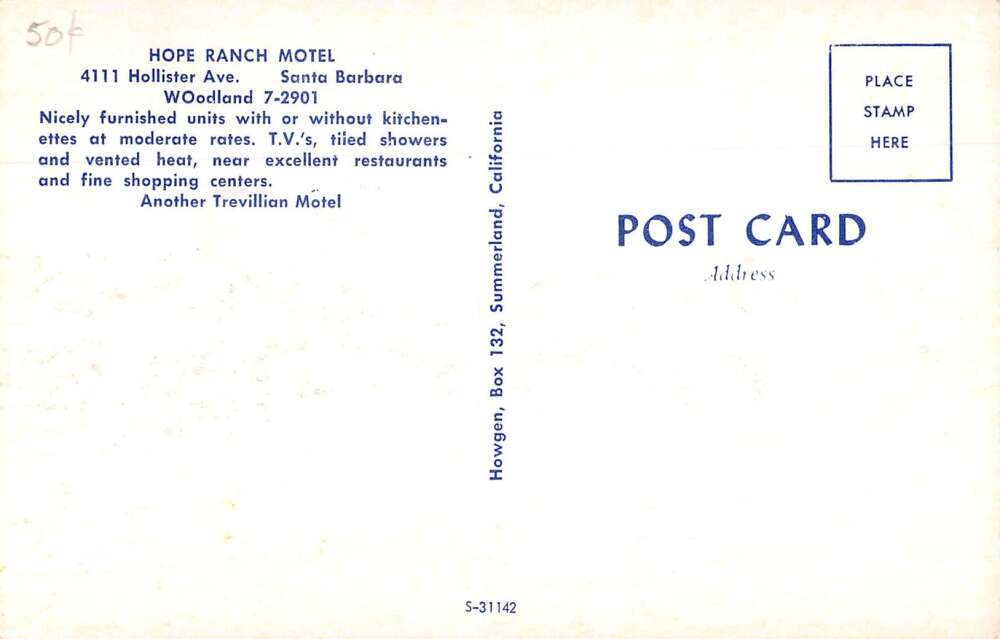 50¢
HOPE RANCH MOTEL
4111 Hollister Ave. Santa Barbara
WOodland 7-2901
Nicely furnished units with or without kitchen-
ettes at moderate rates. T.V.'s, tiled showers
and vented heat, near excellent restaurants
and fine shopping centers.
Another Trevillian Motel
Howgen, Box 132, Summerland, California
PLACE
STAMP
HERE
POST CARD
Address
S-31142